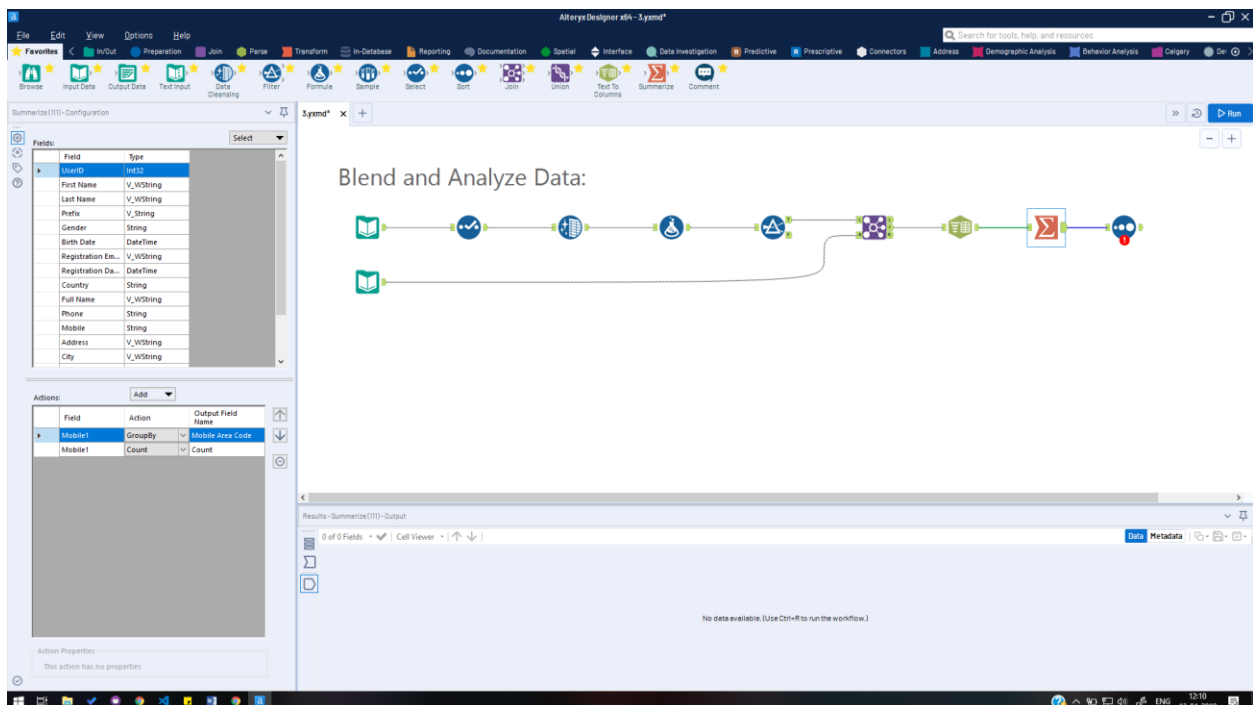 Alteryx Designer x64 - 3.yxmd*
File Edit View Options Help
Search for tools, help, and resources
Favorites In/Out Preparation Join Parse Transform In-Database Reporting Documentation Spatial Interface Data Investigation Predictive Prescriptive Connectors Address Demographic Analysis Behavior Analysis Calgary
Browse Input Data Output Data Text Input Data Cleansing Filter Formula Sample Select Sort Join Union Text To Columns Summarize Comment
Summarize (111) - Configuration
3.yxmd*
Run
Fields:
Select
Field Type
UserID Int32
First Name V_WString
Last Name V_WString
Prefix V_String
Gender String
Birth Date DateTime
Registration Em... V_WString
Registration Da... DateTime
Country String
Full Name V_WString
Phone String
Mobile String
Address V_WString
City V_WString
Blend and Analyze Data:
Actions:
Add
Field Action Output Field Name
Mobile1 GroupBy Mobile Area Code
Mobile1 Count Count
Action Properties
This action has no properties
Results - Summarize (111) - Output
0 of 0 Fields Cell Viewer
Data Metadata
No data available. (Use Ctrl+R to run the workflow.)
ENG
12:10